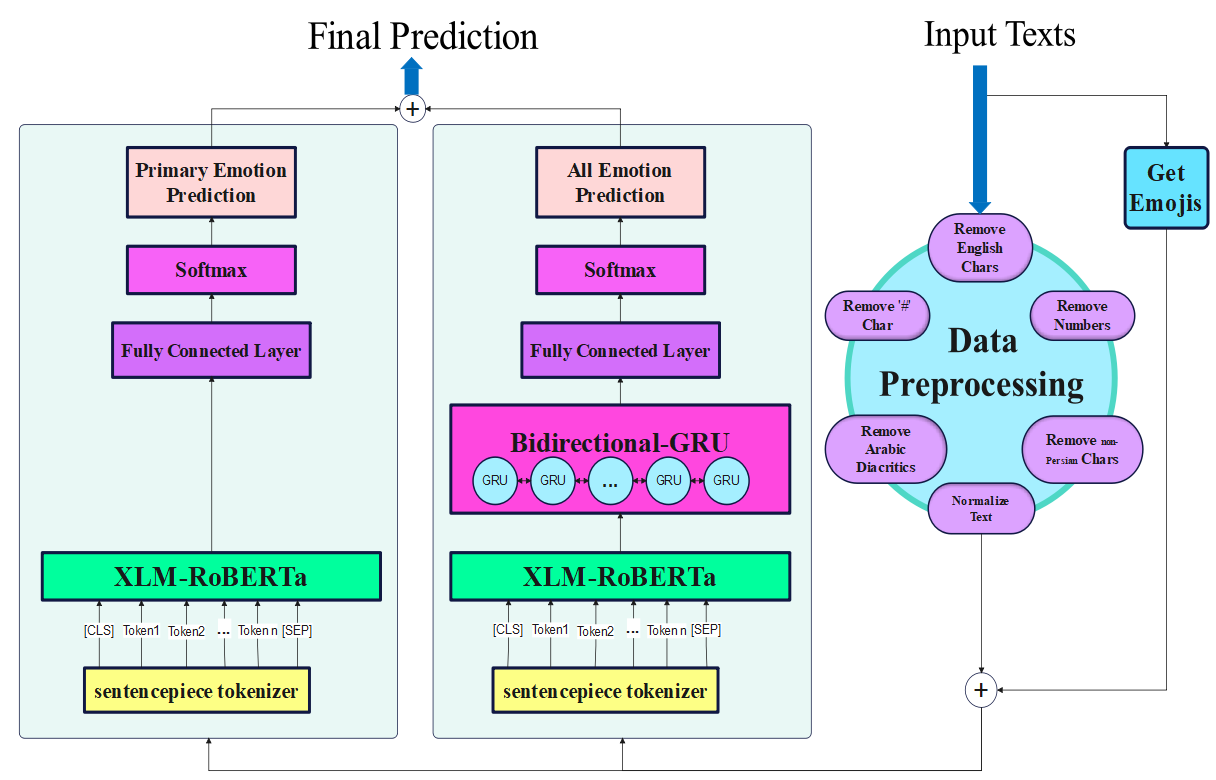 Final Prediction
Input Texts
+
Primary Emotion
Prediction
Softmax
Fully Connected Layer
XLM-RoBERTa
[CLS] Token1 Token2 ... Token n [SEP]
sentencepiece tokenizer
All Emotion
Prediction
Softmax
Fully Connected Layer
Bidirectional-GRU
GRU GRU ... GRU GRU
XLM-RoBERTa
[CLS] Token1 Token2 ... Token n [SEP]
sentencepiece tokenizer
Get
Emojis
Remove
English
Chars
Remove '#'
Char
Remove
Numbers
Data
Preprocessing
Remove
Arabic
Diacritics
Remove non-
Persian Chars
Normalize
Text
+